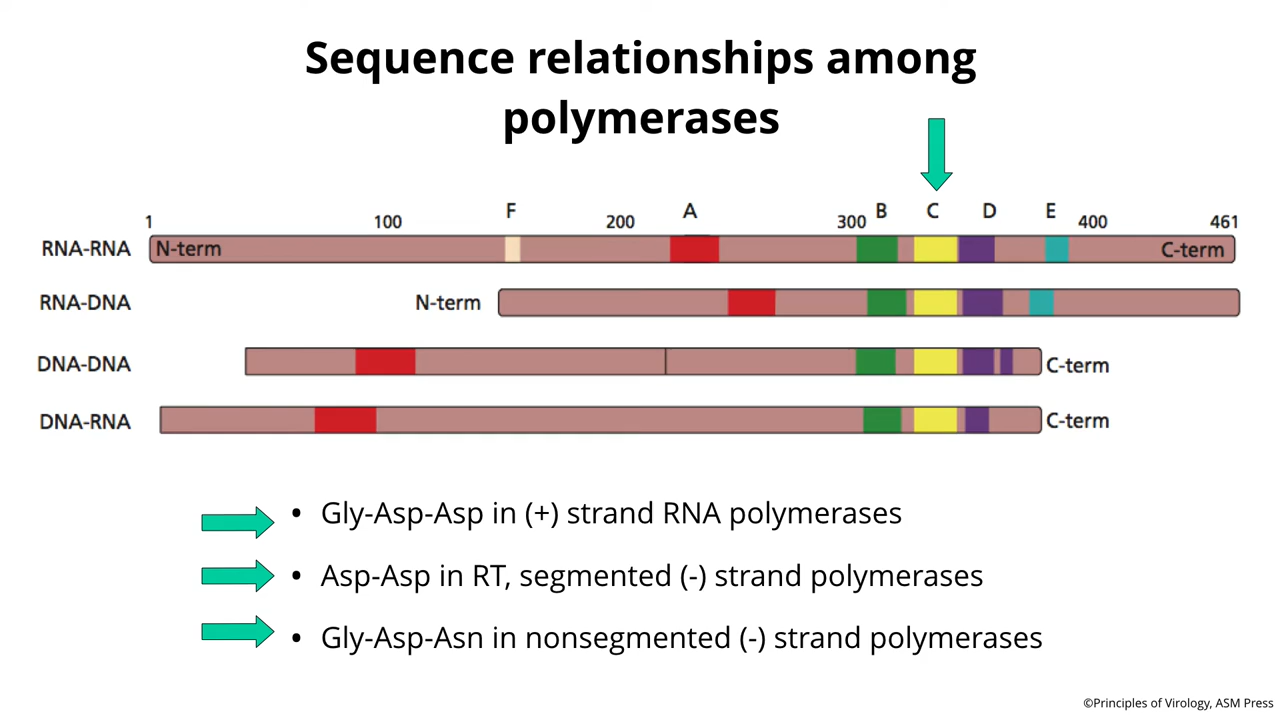 Sequence relationships among
polymerases
1 100 F 200 A 300 B C D E 400 461
RNA-RNA N-term C-term
RNA-DNA N-term
DNA-DNA C-term
DNA-RNA C-term
• Gly-Asp-Asp in (+) strand RNA polymerases
• Asp-Asp in RT, segmented (-) strand polymerases
• Gly-Asp-Asn in nonsegmented (-) strand polymerases
©Principles of Virology, ASM Press